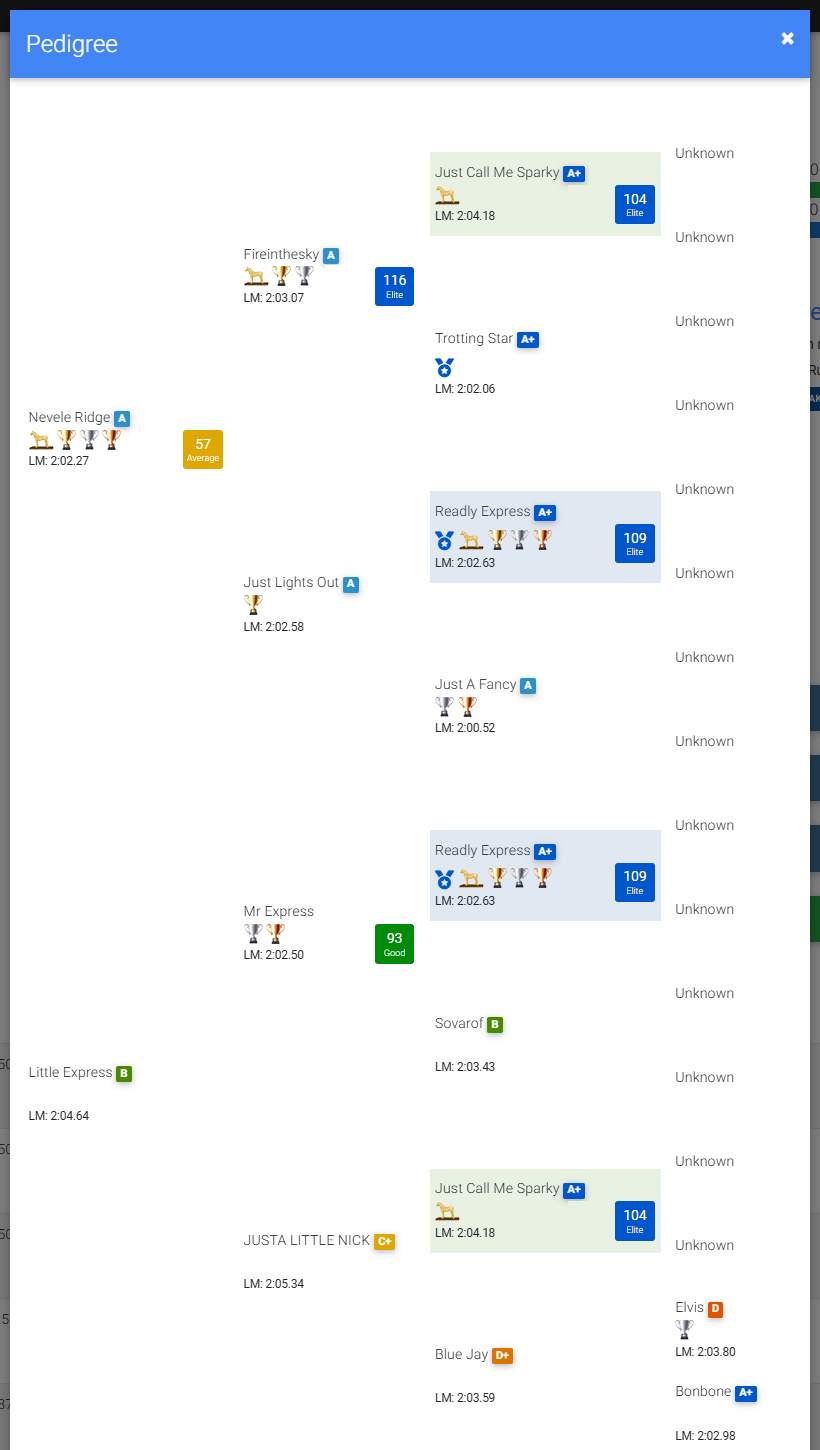 Pedigree ✖
Unknown
Just Call Me Sparky A+
104
Elite
LM: 2:04.18
Unknown
Fireinthesky A
116
Elite
LM: 2:03.07
Unknown
Trotting Star A+
LM: 2:02.06
Unknown
Nevele Ridge A
57
Average
LM: 2:02.27
Unknown
Readly Express A+
109
Elite
LM: 2:02.63
Unknown
Just Lights Out A
LM: 2:02.58
Unknown
Just A Fancy A
LM: 2:00.52
Unknown
Unknown
Readly Express A+
109
Elite
LM: 2:02.63
Unknown
Mr Express
93
Good
LM: 2:02.50
Unknown
Sovarof B
LM: 2:03.43
Unknown
Little Express B
LM: 2:04.64
Unknown
Just Call Me Sparky A+
104
Elite
LM: 2:04.18
Unknown
JUSTA LITTLE NICK C+
LM: 2:05.34
Elvis D
LM: 2:03.80
Blue Jay D+
LM: 2:03.59
Bonbone A+
LM: 2:02.98